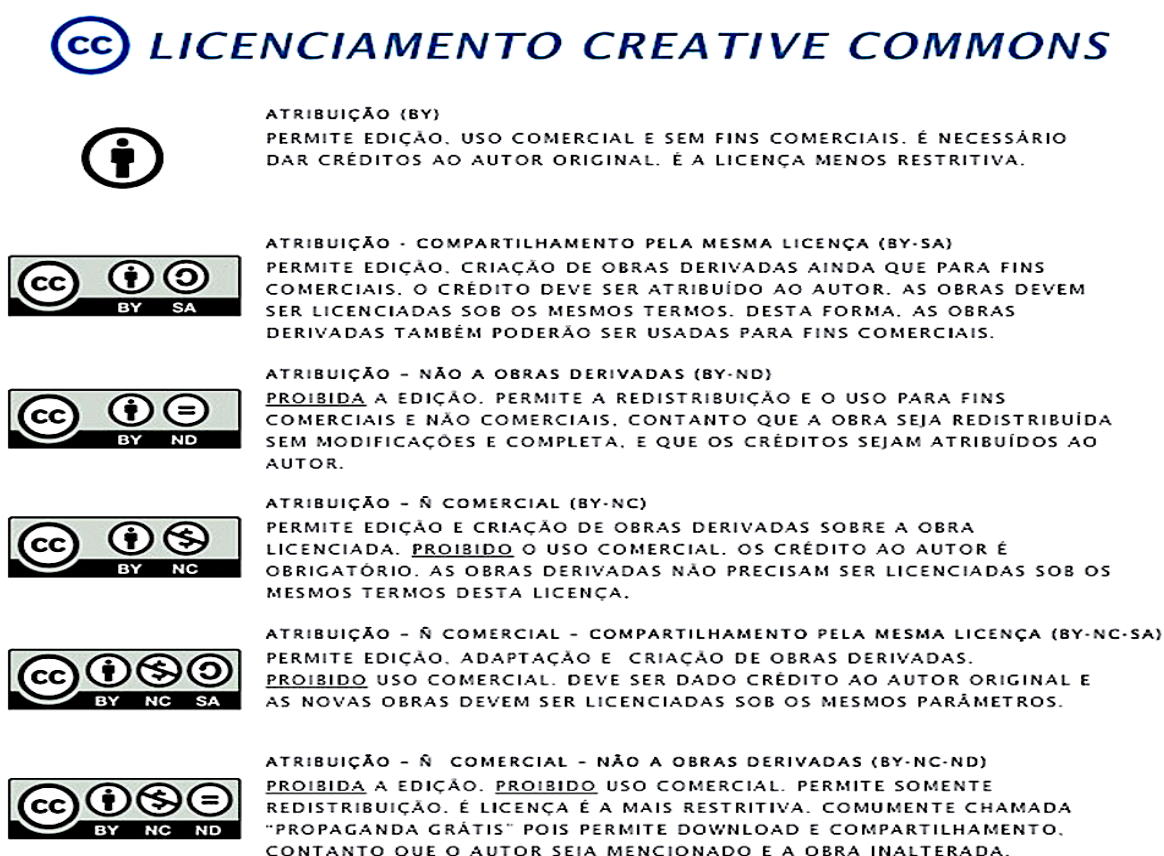 cc LICENCIAMENTO CREATIVE COMMONS
ATRIBUIÇÃO (BY)
PERMITE EDIÇÃO, USO COMERCIAL E SEM FINS COMERCIAIS. É NECESSÁRIO
DAR CRÉDITOS AO AUTOR ORIGINAL. É A LICENÇA MENOS RESTRITIVA.
ATRIBUIÇÃO - COMPARTILHAMENTO PELA MESMA LICENÇA (BY-SA)
cc BY SA
PERMITE EDIÇÃO, CRIAÇÃO DE OBRAS DERIVADAS AINDA QUE PARA FINS
COMERCIAIS, O CRÉDITO DEVE SER ATRIBUÍDO AO AUTOR. AS OBRAS DEVEM
SER LICENCIADAS SOB OS MESMOS TERMOS. DESTA FORMA, AS OBRAS
DERIVADAS TAMBÉM PODERÃO SER USADAS PARA FINS COMERCIAIS.
ATRIBUIÇÃO – NÃO A OBRAS DERIVADAS (BY-ND)
cc BY ND
PROIBIDA A EDIÇÃO. PERMITE A REDISTRIBUIÇÃO E O USO PARA FINS
COMERCIAIS E NÃO COMERCIAIS, CONTANTO QUE A OBRA SEJA REDISTRIBUÍDA
SEM MODIFICAÇÕES E COMPLETA, E QUE OS CRÉDITOS SEJAM ATRIBUÍDOS AO
AUTOR.
ATRIBUIÇÃO – Ñ COMERCIAL (BY-NC)
cc BY NC
PERMITE EDIÇÃO E CRIAÇÃO DE OBRAS DERIVADAS SOBRE A OBRA
LICENCIADA. PROIBIDO O USO COMERCIAL. OS CRÉDITO AO AUTOR É
OBRIGATÓRIO. AS OBRAS DERIVADAS NÃO PRECISAM SER LICENCIADAS SOB OS
MESMOS TERMOS DESTA LICENÇA.
ATRIBUIÇÃO – Ñ COMERCIAL – COMPARTILHAMENTO PELA MESMA LICENÇA (BY-NC-SA)
cc BY NC SA
PERMITE EDIÇÃO, ADAPTAÇÃO E CRIAÇÃO DE OBRAS DERIVADAS.
PROIBIDO USO COMERCIAL. DEVE SER DADO CRÉDITO AO AUTOR ORIGINAL E
AS NOVAS OBRAS DEVEM SER LICENCIADAS SOB OS MESMOS PARÂMETROS.
ATRIBUIÇÃO – Ñ COMERCIAL – NÃO A OBRAS DERIVADAS (BY-NC-ND)
cc BY NC ND
PROIBIDA A EDIÇÃO. PROIBIDO USO COMERCIAL. PERMITE SOMENTE
REDISTRIBUIÇÃO. É LICENÇA É A MAIS RESTRITIVA. COMUMENTE CHAMADA
"PROPAGANDA GRÁTIS" POIS PERMITE DOWNLOAD E COMPARTILHAMENTO,
CONTANTO QUE O AUTOR SEJA MENCIONADO E A OBRA INALTERADA.